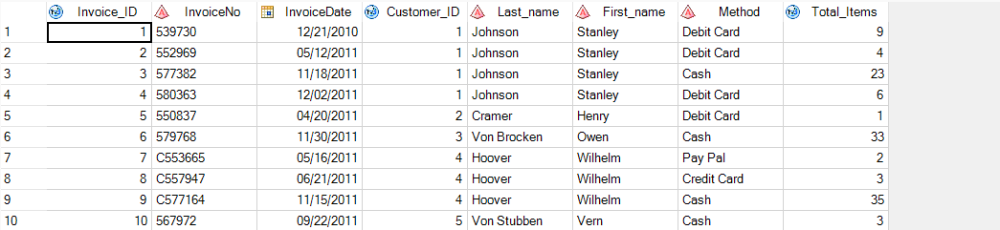 Invoice_ID InvoiceNo InvoiceDate Customer_ID Last_name First_name Method Total_Items
1 1 539730 12/21/2010 1 Johnson Stanley Debit Card 9
2 2 552969 05/12/2011 1 Johnson Stanley Debit Card 4
3 3 577382 11/18/2011 1 Johnson Stanley Cash 23
4 4 580363 12/02/2011 1 Johnson Stanley Debit Card 6
5 5 550837 04/20/2011 2 Cramer Henry Debit Card 1
6 6 579768 11/30/2011 3 Von Brocken Owen Cash 33
7 7 C553665 05/16/2011 4 Hoover Wilhelm Pay Pal 2
8 8 C557947 06/21/2011 4 Hoover Wilhelm Credit Card 3
9 9 C577164 11/15/2011 4 Hoover Wilhelm Cash 35
10 10 567972 09/22/2011 5 Von Stubben Vern Cash 3